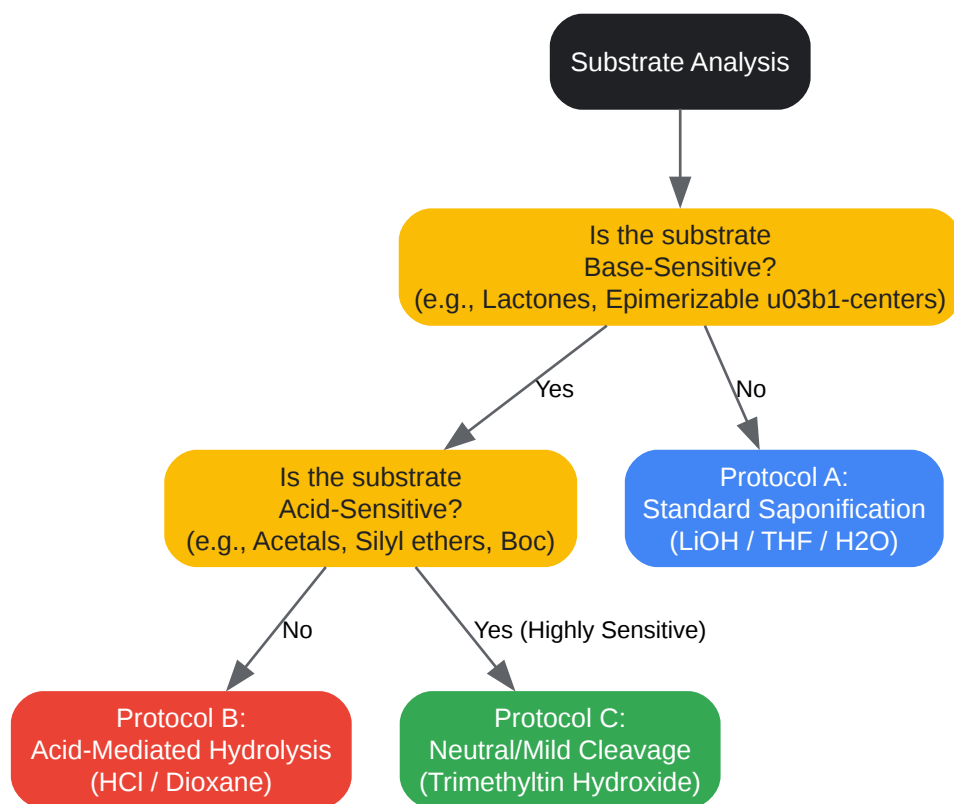 Substrate Analysis
Is the substrate
Base-Sensitive?
(e.g., Lactones, Epimerizable u03b1-centers)
Yes
No
Is the substrate
Acid-Sensitive?
(e.g., Acetals, Silyl ethers, Boc)
Protocol A:
Standard Saponification
(LiOH / THF / H2O)
No
Yes (Highly Sensitive)
Protocol B:
Acid-Mediated Hydrolysis
(HCl / Dioxane)
Protocol C:
Neutral/Mild Cleavage
(Trimethyltin Hydroxide)